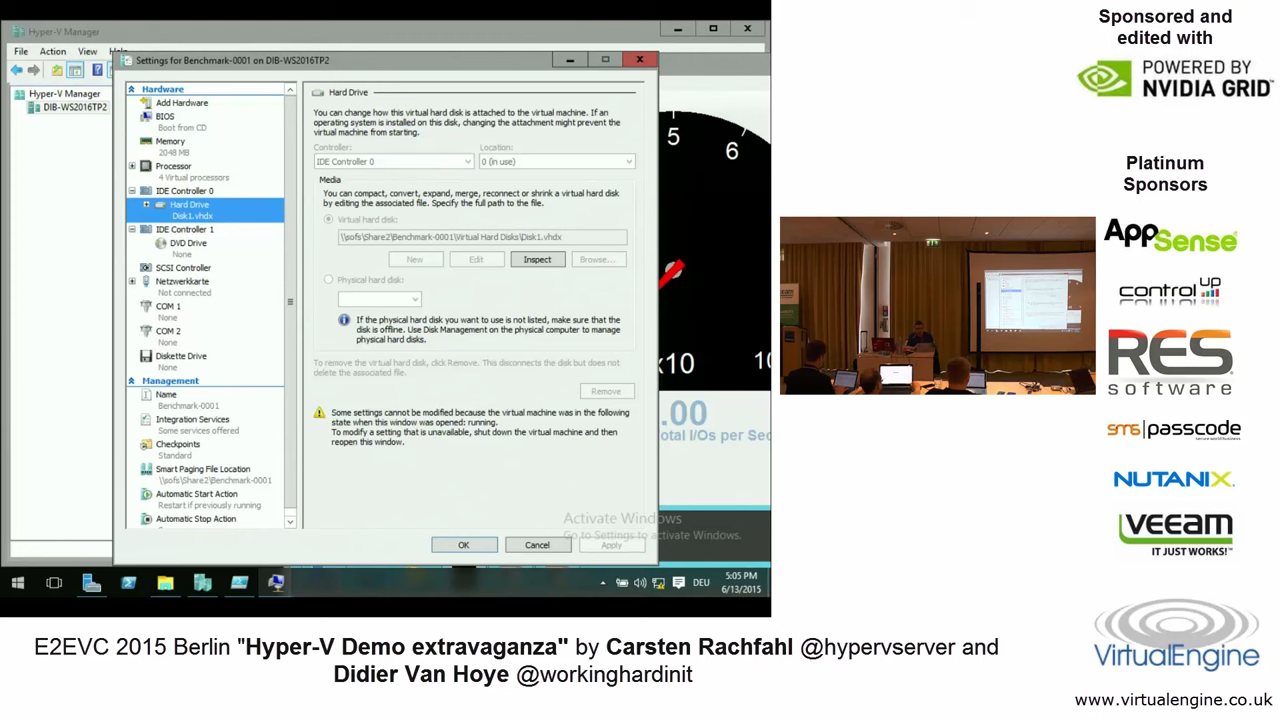 Hyper-V Manager
File Action View Help
Hyper-V Manager
DIB-WS2016TP2
Settings for Benchmark-0001 on DIB-WS2016TP2
Hardware
Add Hardware
BIOS
Boot from CD
Memory
2048 MB
Processor
4 Virtual processors
IDE Controller 0
Hard Drive
Disk1.vhdx
IDE Controller 1
DVD Drive
None
SCSI Controller
Netzwerkkarte
Not connected
COM 1
None
COM 2
None
Diskette Drive
None
Management
Name
Benchmark-0001
Integration Services
Some services offered
Checkpoints
Standard
Smart Paging File Location
\\sofs\Share2\Benchmark-0001
Automatic Start Action
Restart if previously running
Automatic Stop Action
Hard Drive
You can change how this virtual hard disk is attached to the virtual machine. If an
operating system is installed on this disk, changing the attachment might prevent the
virtual machine from starting.
Controller: Location:
IDE Controller 0 0 (in use)
Media
You can compact, convert, expand, merge, reconnect or shrink a virtual hard disk
by editing the associated file. Specify the full path to the file.
Virtual hard disk:
\\sofs\Share2\Benchmark-0001\Virtual Hard Disks\Disk1.vhdx
New Edit Inspect Browse...
Physical hard disk:
If the physical hard disk you want to use is not listed, make sure that the
disk is offline. Use Disk Management on the physical computer to manage
physical hard disks.
To remove the virtual hard disk, click Remove. This disconnects the disk but does not
delete the associated file.
Remove
Some settings cannot be modified because the virtual machine was in the following
state when this window was opened: running.
To modify a setting that is unavailable, shut down the virtual machine and then
reopen this window.
OK Cancel Apply
5
6
x10 10
.00
Total I/Os per Sec
Activate Windows
Go to Settings to activate Windows.
DEU
5:05 PM
6/13/2015
Sponsored and
edited with
POWERED BY
NVIDIA GRID™
Platinum
Sponsors
AppSense®
control UP
RES
software
sms|passcode
secure worldbusiness
NUTANIX.
VEEAM
IT JUST WORKS!™
VirtualEngine
www.virtualengine.co.uk
E2EVC 2015 Berlin "Hyper-V Demo extravaganza" by Carsten Rachfahl @hypervserver and
Didier Van Hoye @workinghardinit